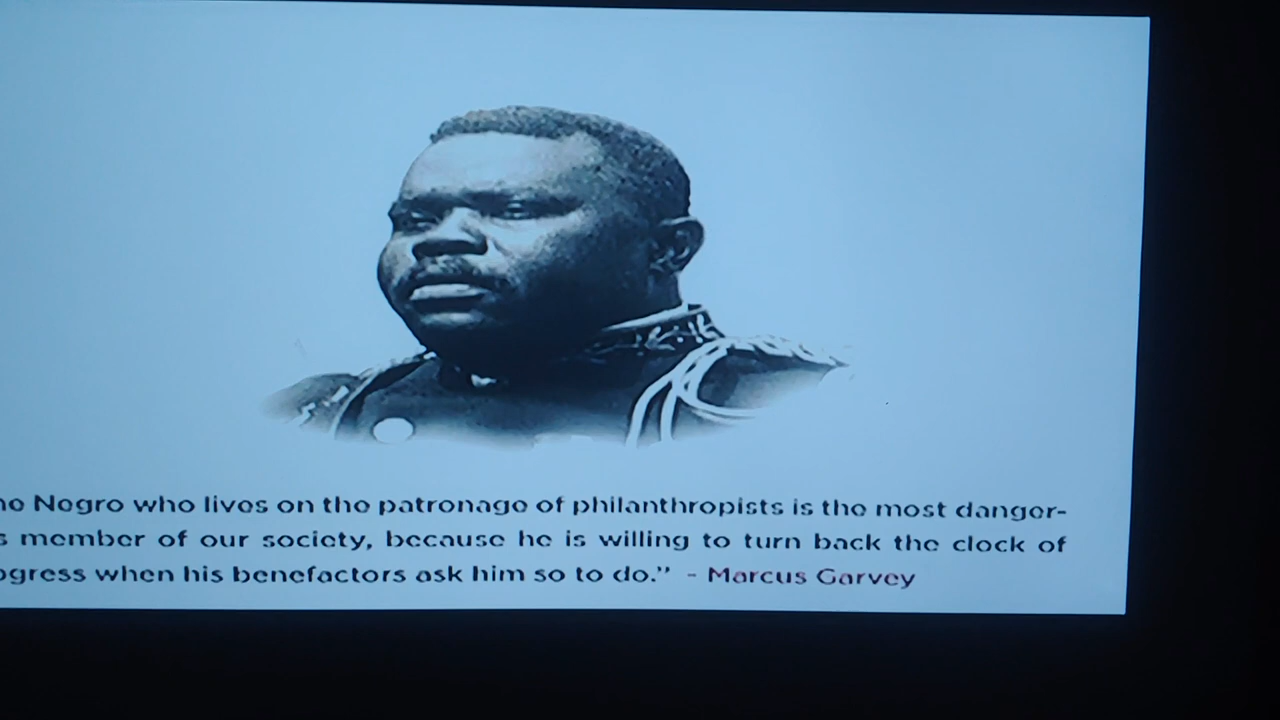 Negro who lives on the patronage of philanthropists is the most danger-
member of our society, because he is willing to turn back the clock of
when his benefactors ask him so to do.” - Marcus Garvey